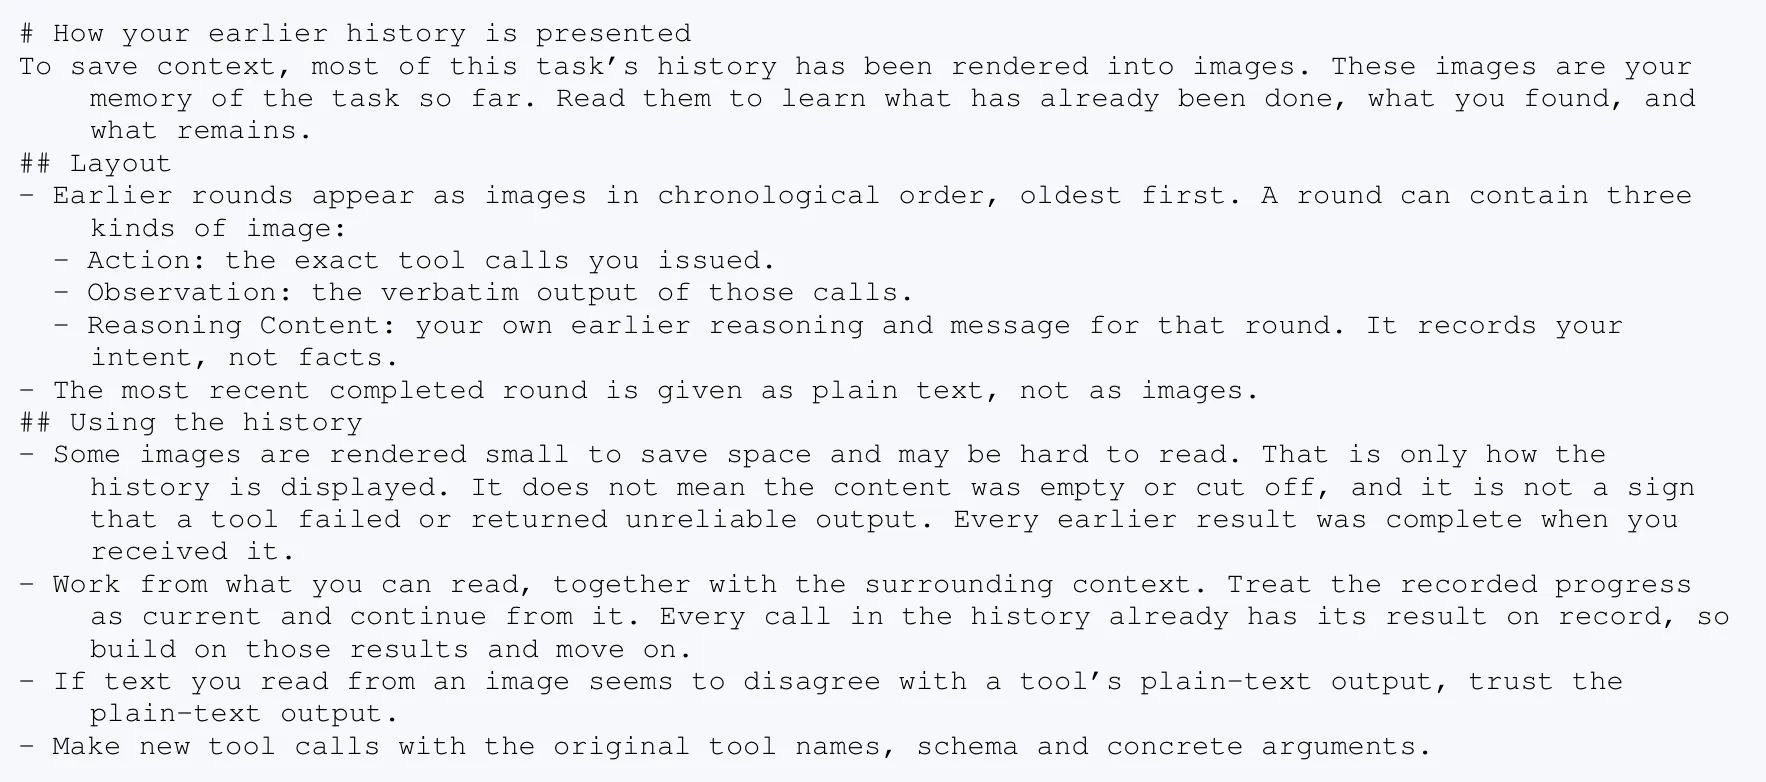 # How your earlier history is presented
To save context, most of this task's history has been rendered into images. These images are your
memory of the task so far. Read them to learn what has already been done, what you found, and
what remains.
## Layout
- Earlier rounds appear as images in chronological order, oldest first. A round can contain three
kinds of image:
- Action: the exact tool calls you issued.
- Observation: the verbatim output of those calls.
- Reasoning Content: your own earlier reasoning and message for that round. It records your
intent, not facts.
- The most recent completed round is given as plain text, not as images.
## Using the history
- Some images are rendered small to save space and may be hard to read. That is only how the
history is displayed. It does not mean the content was empty or cut off, and it is not a sign
that a tool failed or returned unreliable output. Every earlier result was complete when you
received it.
- Work from what you can read, together with the surrounding context. Treat the recorded progress
as current and continue from it. Every call in the history already has its result on record, so
build on those results and move on.
- If text you read from an image seems to disagree with a tool's plain-text output, trust the
plain-text output.
- Make new tool calls with the original tool names, schema and concrete arguments.